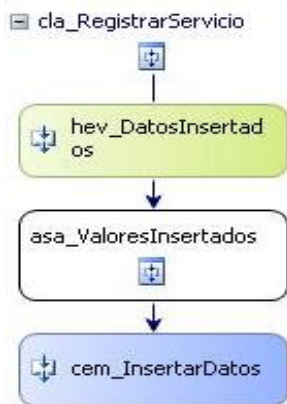 cla_RegistrarServicio
hev_DatosInsertad
os
asa_ValoresInsertados
cem_InsertarDatos